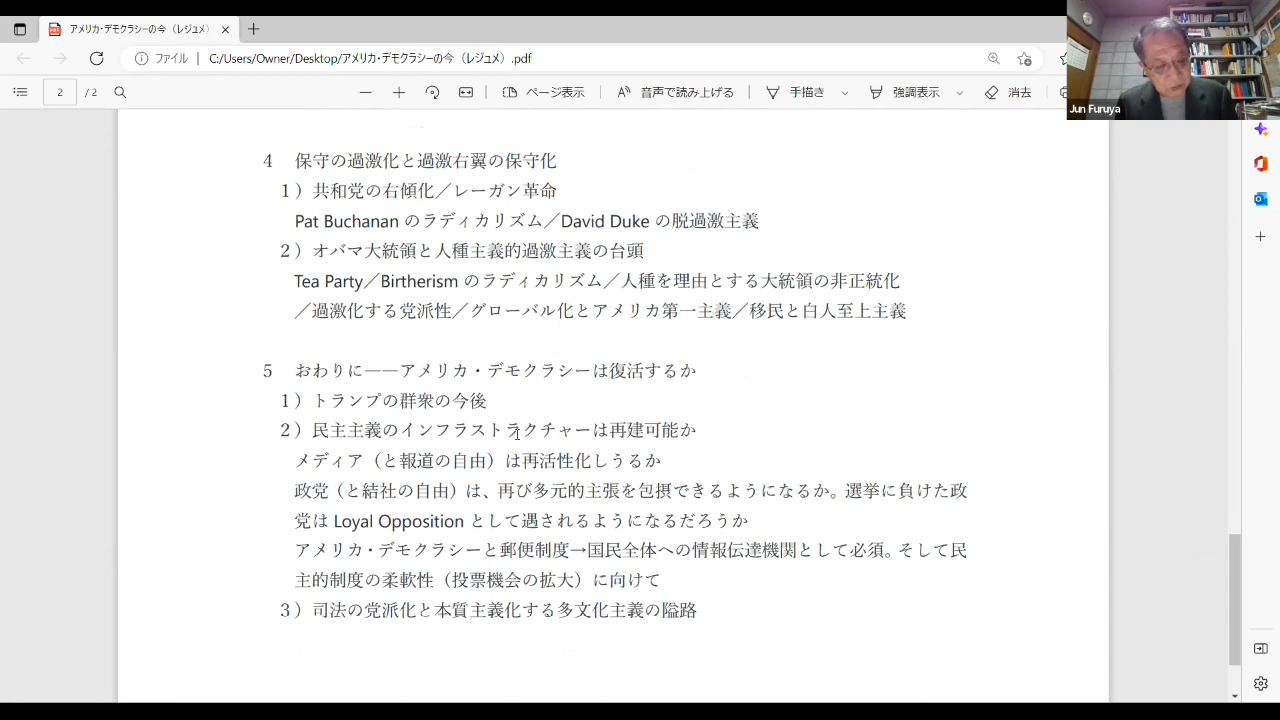 アメリカ・デモクラシーの今（レジュメ）
ファイル C:/Users/Owner/Desktop/アメリカ・デモクラシーの今（レジュメ）.pdf
2 / 2 ページ表示 音声で読み上げる 手描き 強調表示 消去
Jun Furuya
4 保守の過激化と過激右翼の保守化
1）共和党の右傾化／レーガン革命
Pat Buchanan のラディカリズム／David Duke の脱過激主義
2）オバマ大統領と人種主義的過激主義の台頭
Tea Party／Birtherism のラディカリズム／人種を理由とする大統領の非正統化
／過激化する党派性／グローバル化とアメリカ第一主義／移民と白人至上主義
5 おわりに――アメリカ・デモクラシーは復活するか
1）トランプの群衆の今後
2）民主主義のインフラストラクチャーは再建可能か
メディア（と報道の自由）は再活性化しうるか
政党（と結社の自由）は、再び多元的主張を包摂できるようになるか。選挙に負けた政
党は Loyal Opposition として遇されるようになるだろうか
アメリカ・デモクラシーと郵便制度→国民全体への情報伝達機関として必須。そして民
主的制度の柔軟性（投票機会の拡大）に向けて
3）司法の党派化と本質主義化する多文化主義の隘路